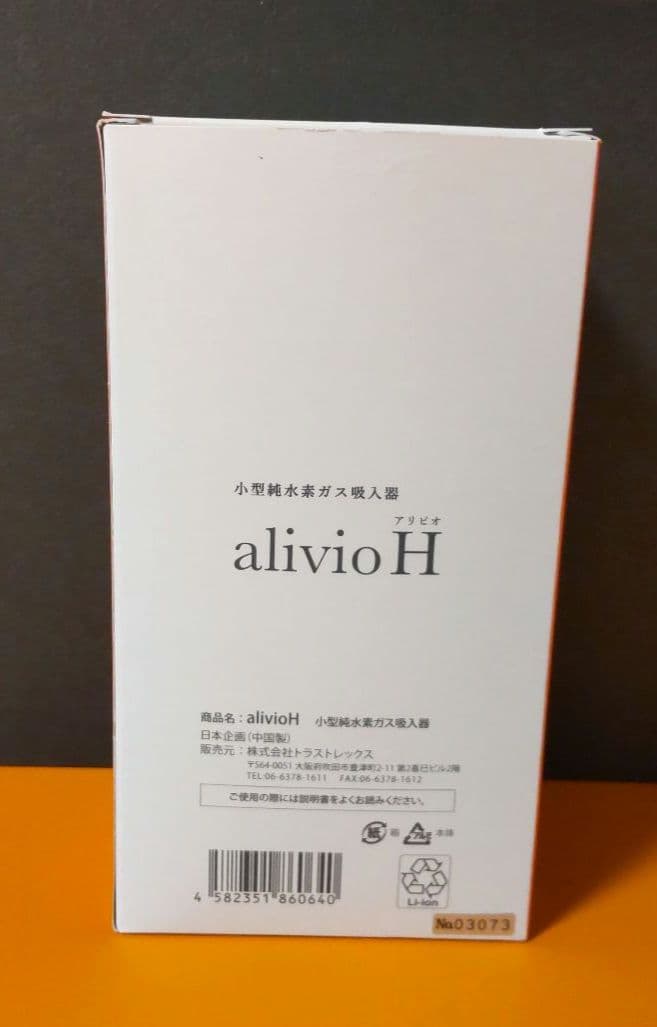 小型純水素ガス吸入器
アリビオ
alivio H
商品名：alivioH 小型純水素ガス吸入器
日本企画（中国製）
販売元：株式会社トラストレックス
〒564-0051 大阪府吹田市豊津町2-11 第2喜巳ビル2階
TEL:06-6378-1611 FAX:06-6378-1612
ご使用の際には説明書をよくお読みください。
紙 箱 アルミ 本体
4 582351 860640
Li-ion
№03073